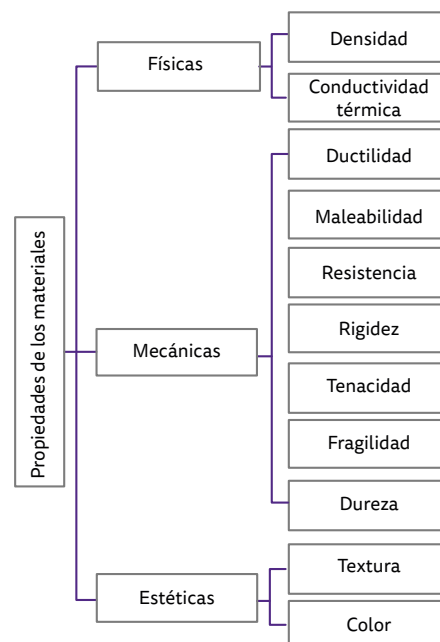 Propiedades de los materiales
Físicas
Densidad
Conductividad
térmica
Mecánicas
Ductilidad
Maleabilidad
Resistencia
Rigidez
Tenacidad
Fragilidad
Dureza
Estéticas
Textura
Color